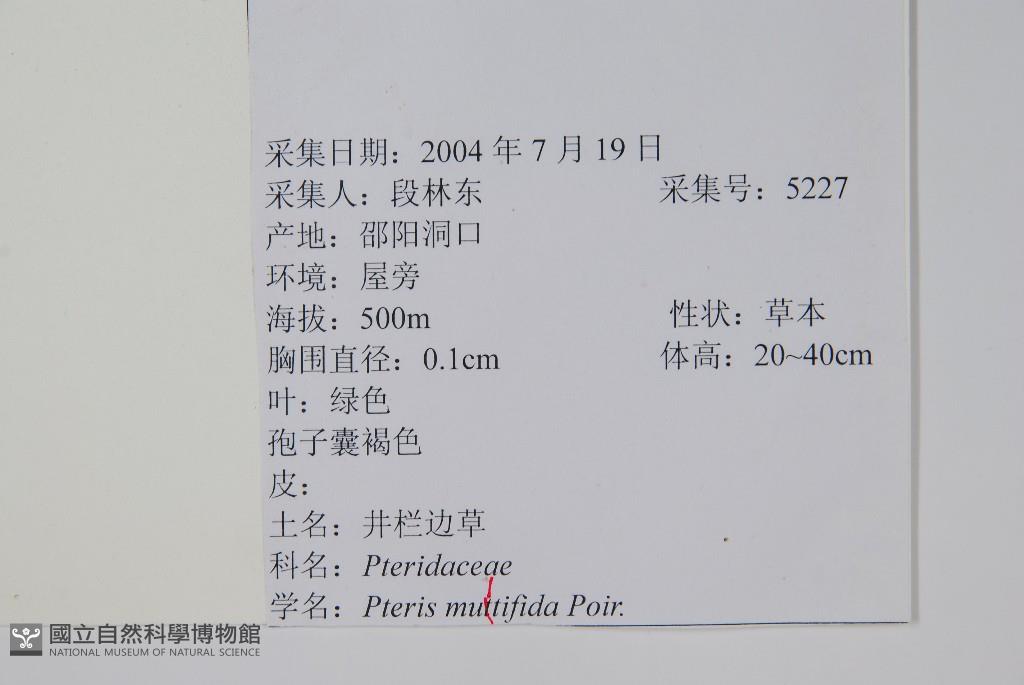 采集日期：2004 年 7 月 19 日
采集人：段林东 采集号：5227
产地：邵阳洞口
环境：屋旁
海拔：500m 性状：草本
胸围直径：0.1cm 体高：20~40cm
叶：绿色
孢子囊褐色
皮：
土名：井栏边草
科名：Pteridaceae
学名：Pteris muttifida Poir.
國立自然科學博物館
NATIONAL MUSEUM OF NATURAL SCIENCE